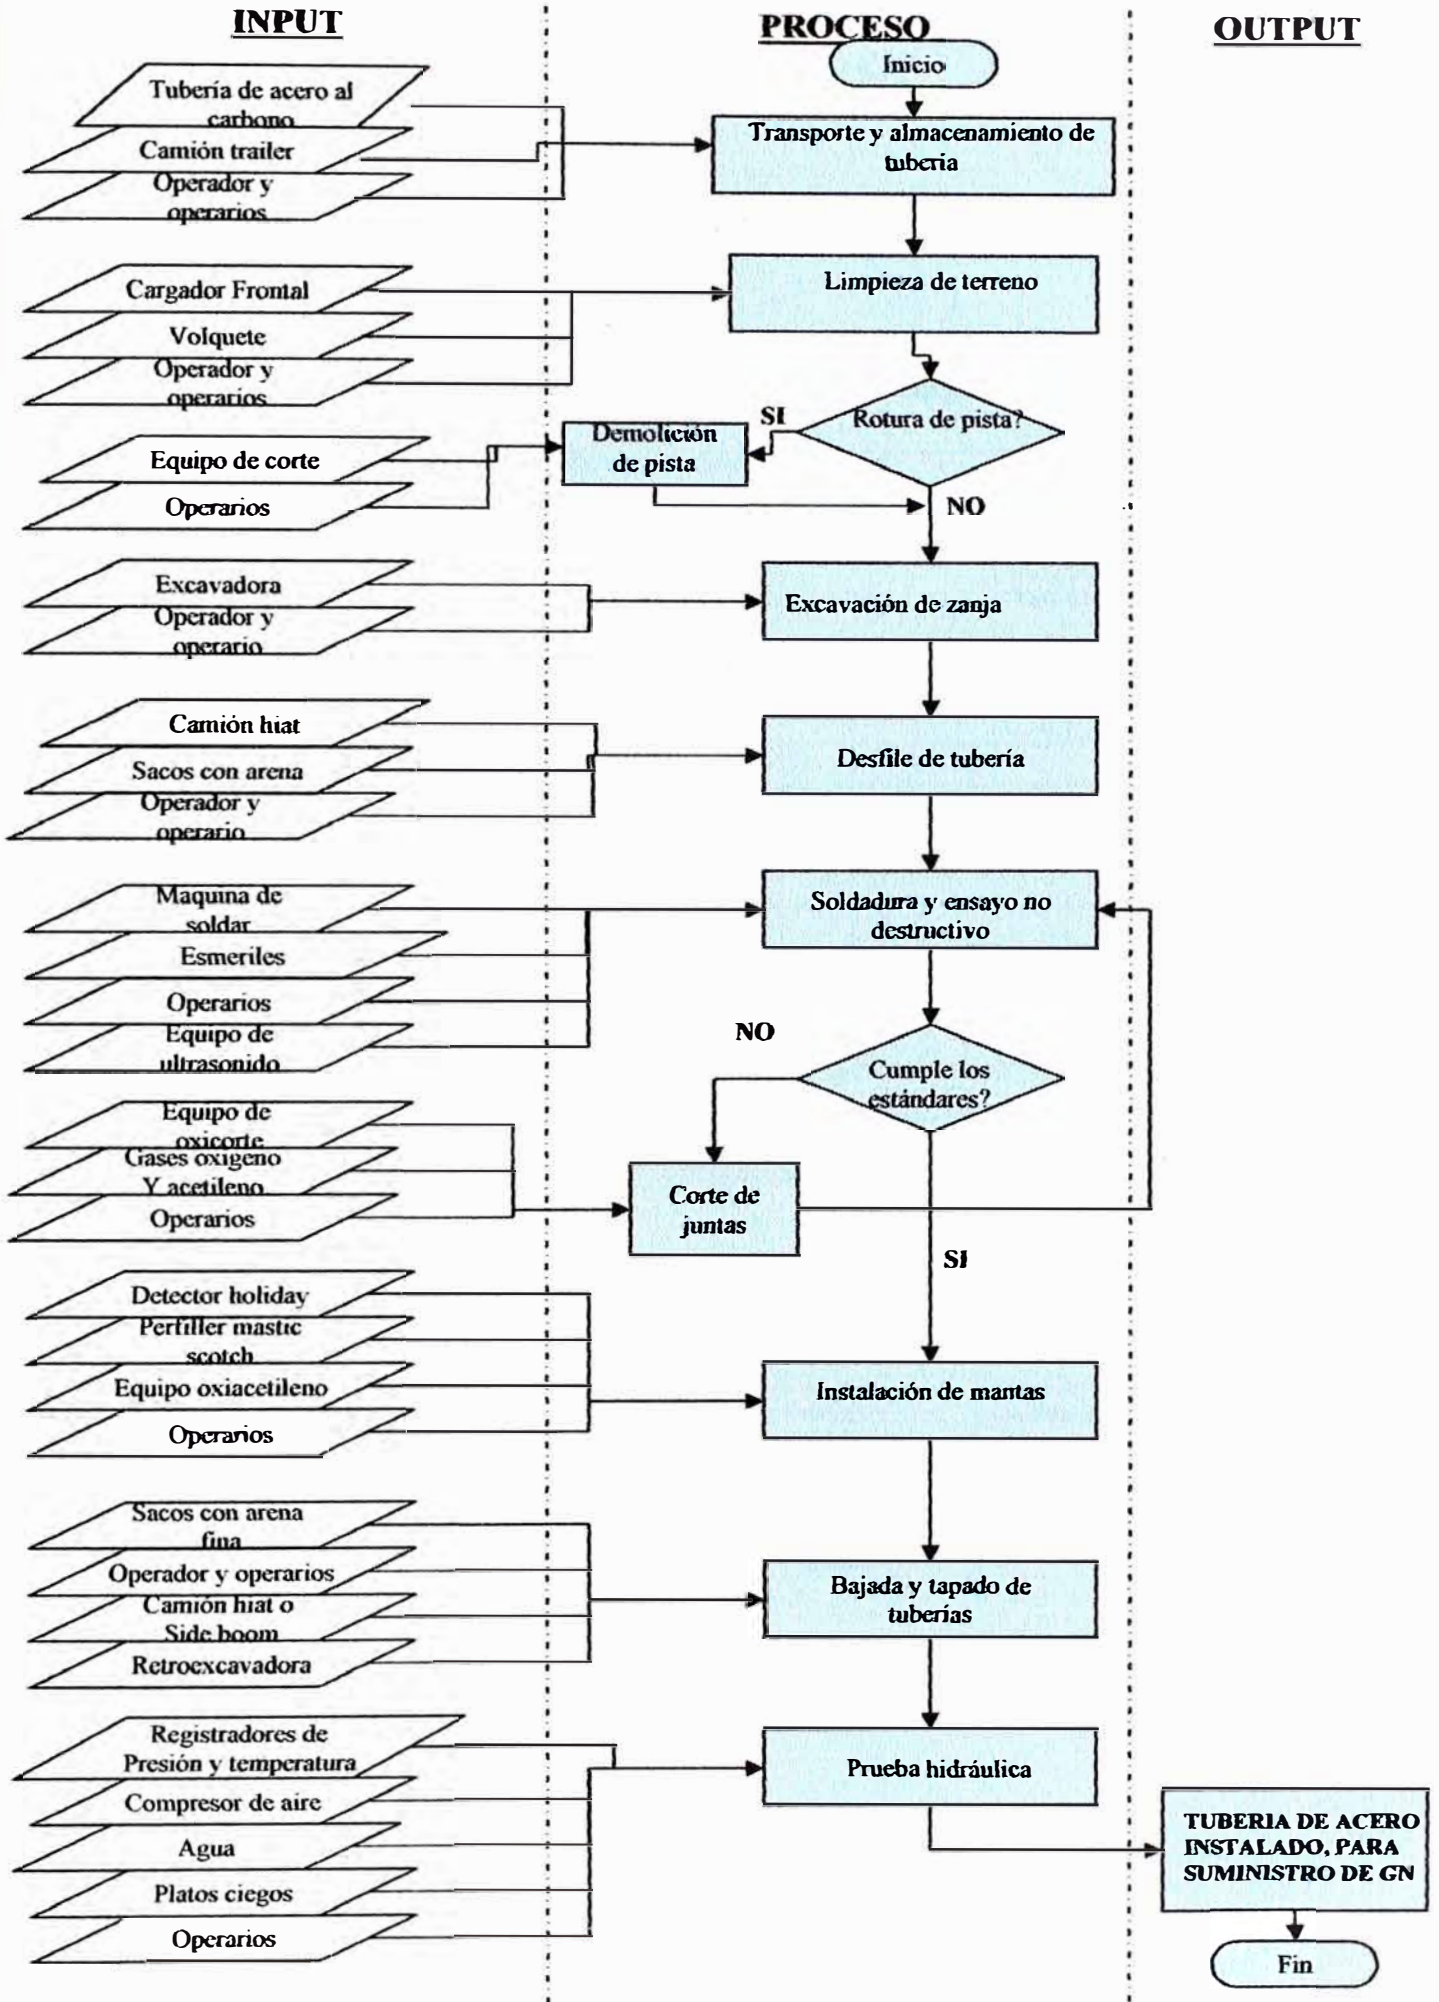 INPUT
PROCESO
OUTPUT
Inicio
Tubería de acero al
carbono
Camión trailer
Operador y
operarios
Transporte y almacenamiento de
tuberia
Cargador Frontal
Volquete
Operador y
operarios
Limpieza de terreno
Rotura de pista?
SI
NO
Equipo de corte
Operarios
Demolición
de pista
Excavadora
Operador y
operario
Excavación de zanja
Camión hiat
Sacos con arena
Operador y
operario
Desfile de tubería
Maquina de
soldar
Esmeriles
Operarios
Equipo de
ultrasonido
Soldadura y ensayo no
destructivo
NO
Cumple los
estándares?
SI
Equipo de
oxicorte
Gases oxigeno
Y acetileno
Operarios
Corte de
juntas
Detector holiday
Perfiller mastic
scotch
Equipo oxiacetileno
Operarios
Instalación de mantas
Sacos con arena
fina
Operador y operarios
Camión hiat o
Side boom
Retroexcavadora
Bajada y tapado de
tuberías
Registradores de
Presión y temperatura
Compresor de aire
Agua
Platos ciegos
Operarios
Prueba hidráulica
TUBERIA DE ACERO
INSTALADO, PARA
SUMINISTRO DE GN
Fin